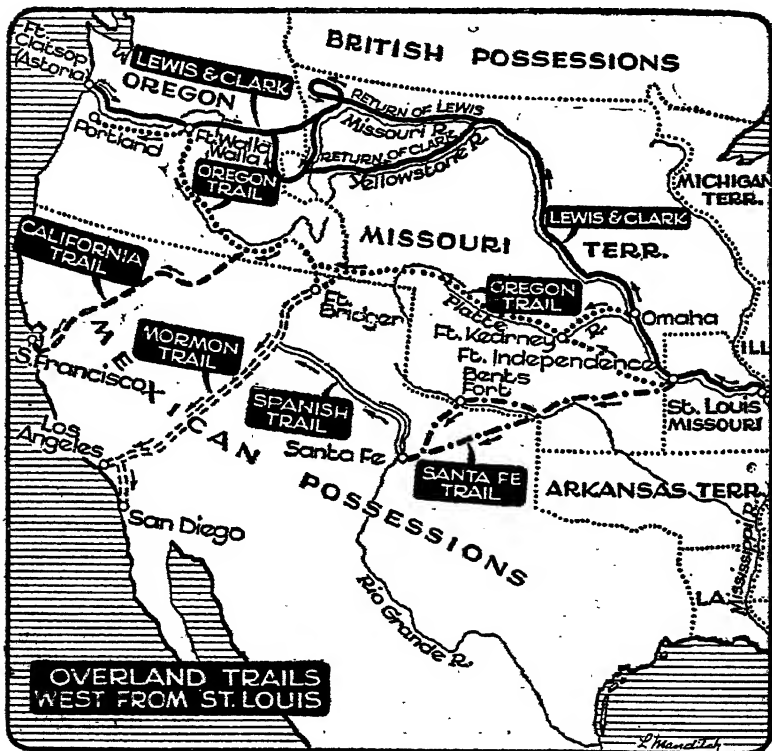 BRITISH POSSESSIONS
Ft. Clatsop
(Astoria)
OREGON
LEWIS & CLARK
RETURN OF LEWIS
Missouri R.
RETURN OF CLARK
Yellowstone R.
Portland
Ft. Walla
Walla
OREGON
TRAIL
MICHIGAN
TERR.
LEWIS & CLARK
MISSOURI
TERR.
CALIFORNIA
TRAIL
OREGON
TRAIL
Platte R.
Omaha
Ft. Kearney
Ft. Bridger
Ft. Independence
ILL
MORMON
TRAIL
S. Francisco
Bents
Fort
St. Louis
MISSOURI
SPANISH
TRAIL
Los
Angeles
Santa Fe
SANTA FE
TRAIL
MEXICAN POSSESSIONS
ARKANSAS TERR.
San Diego
Mississippi R.
LA.
Rio Grande R.
OVERLAND TRAILS
WEST FROM ST. LOUIS